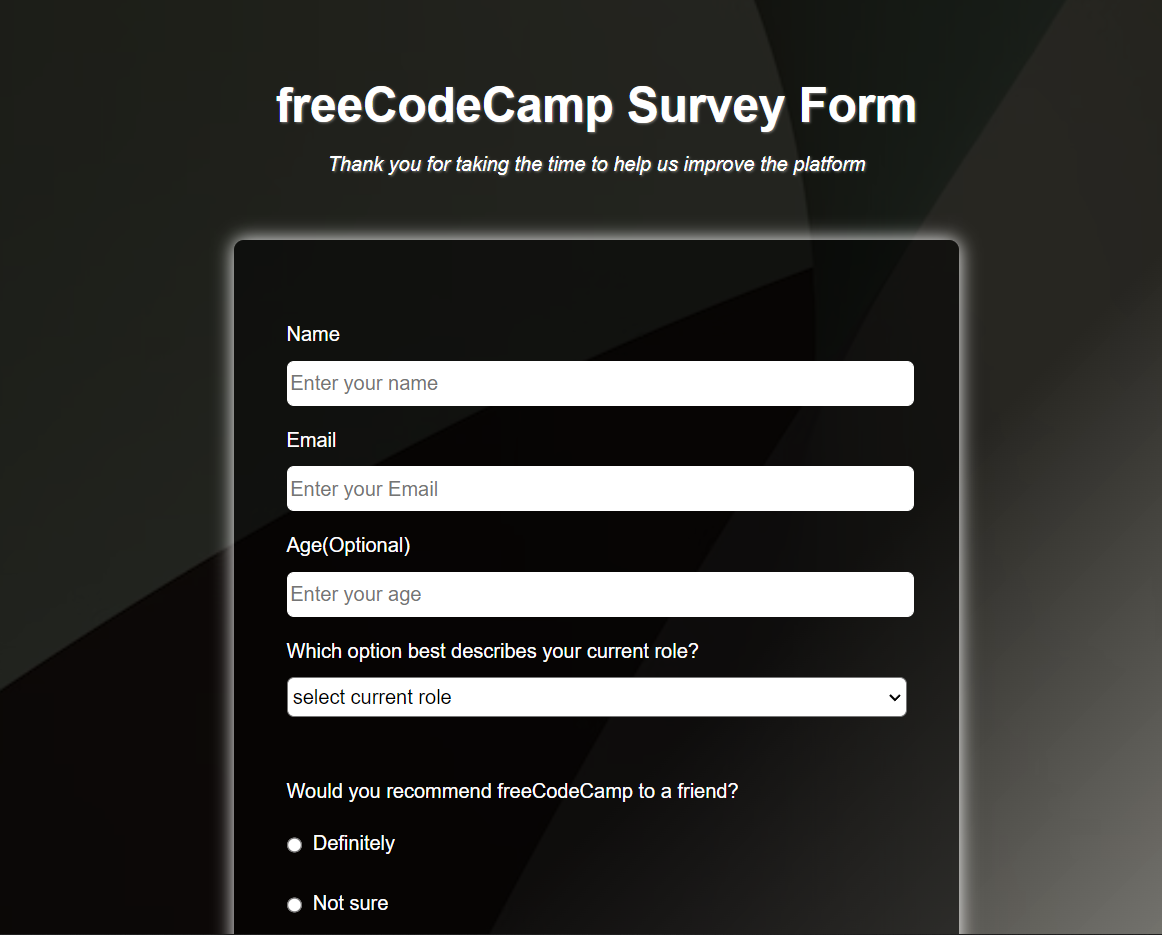 freeCodeCamp Survey Form
Thank you for taking the time to help us improve the platform
Name
Enter your name
Email
Enter your Email
Age(Optional)
Enter your age
Which option best describes your current role?
select current role
Would you recommend freeCodeCamp to a friend?
Definitely
Not sure